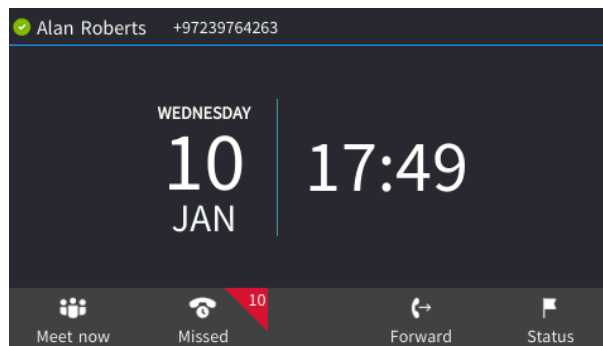 Alan Roberts +97239764263
WEDNESDAY
10
JAN
17:49
10
Meet now Missed Forward Status